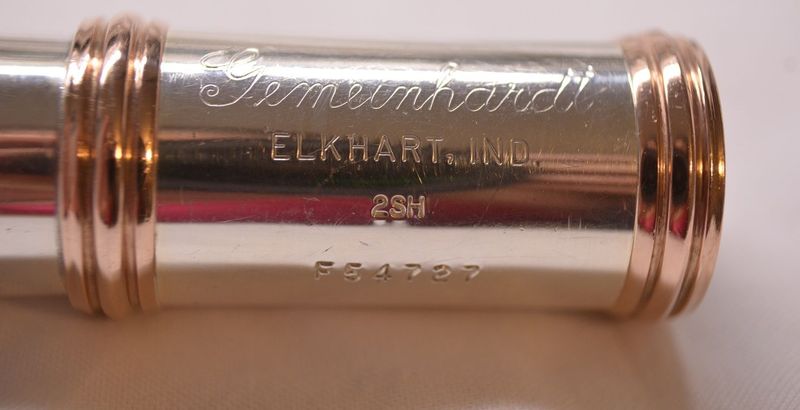 Gemeinhardt
ELKHART, IND.
2SH
F54727